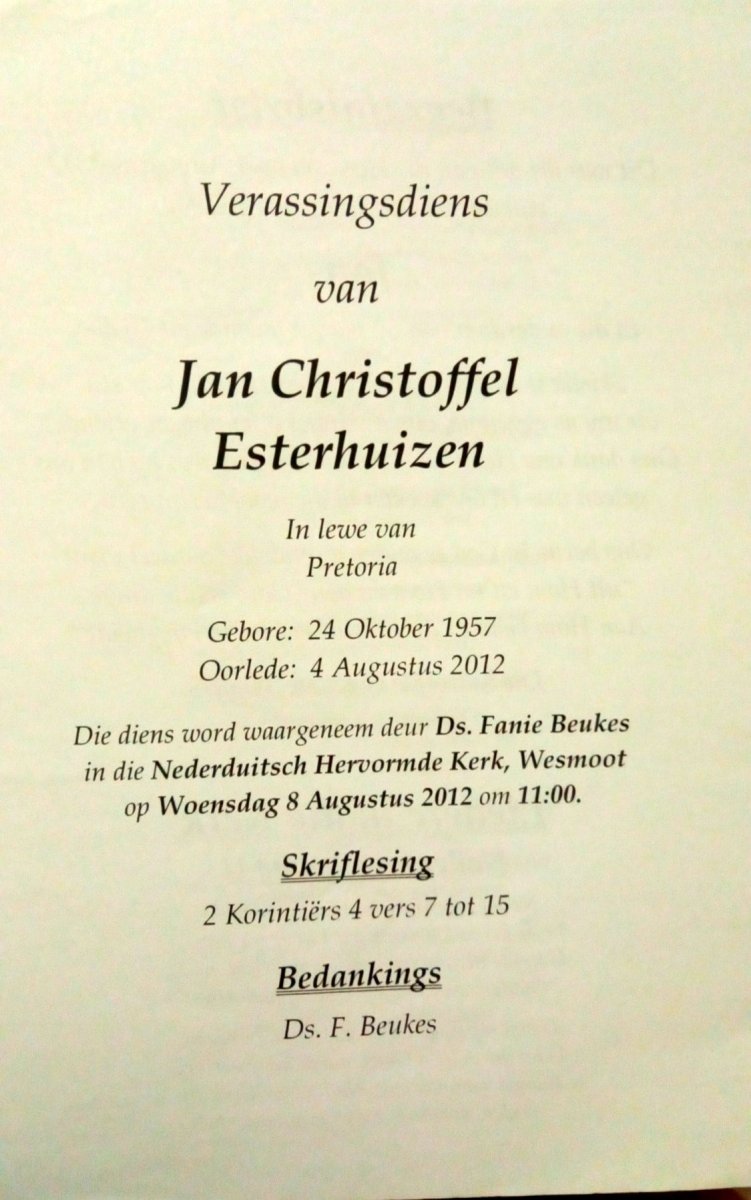 Verassingsdiens
van
Jan Christoffel
Esterhuizen
In lewe van
Pretoria
Gebore: 24 Oktober 1957
Oorlede: 4 Augustus 2012
Die diens word waargeneem deur Ds. Fanie Beukes
in die Nederduitsch Hervormde Kerk, Wesmoot
op Woensdag 8 Augustus 2012 om 11:00.
Skriflesing
2 Korintiërs 4 vers 7 tot 15
Bedankings
Ds. F. Beukes